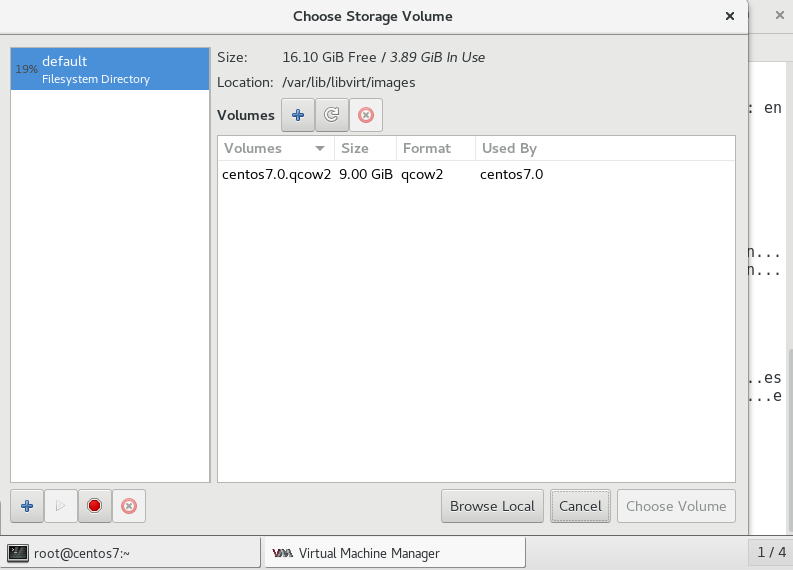 Choose Storage Volume
: en
19% default
Filesystem Directory
Size: 16.10 GiB Free / 3.89 GiB In Use
Location: /var/lib/libvirt/images
Volumes
Volumes Size Format Used By
centos7.0.qcow2 9.00 GiB qcow2 centos7.0
n...
n...
..es
...e
Browse Local Cancel Choose Volume
root@centos7:~ Virtual Machine Manager 1 / 4